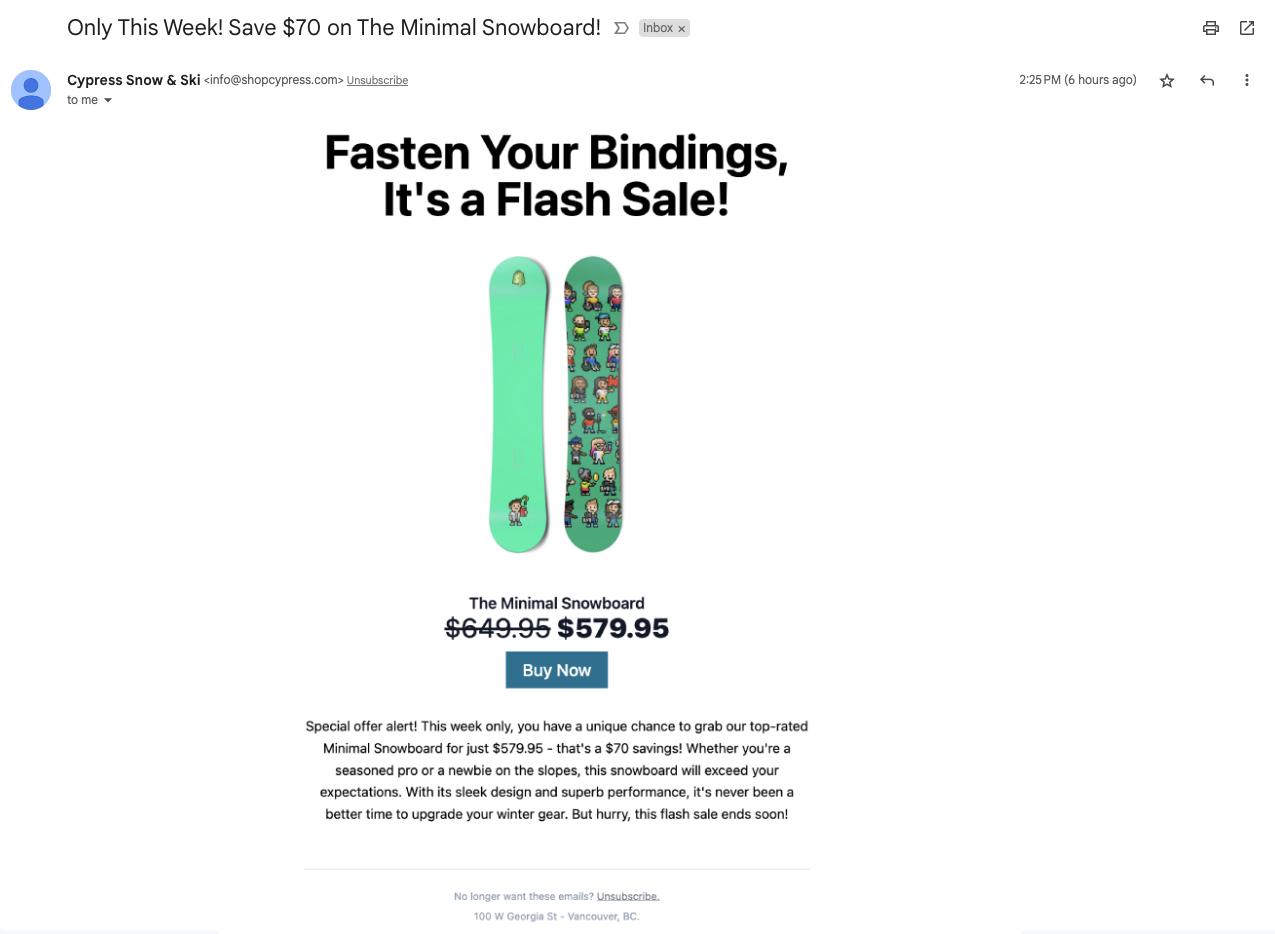 Only This Week! Save $70 on The Minimal Snowboard! Inbox ×
Cypress Snow & Ski <info@shopcypress.com> Unsubscribe 2:25 PM (6 hours ago)
to me
Fasten Your Bindings,
It's a Flash Sale!
The Minimal Snowboard
$649.95 $579.95
Buy Now
Special offer alert! This week only, you have a unique chance to grab our top-rated
Minimal Snowboard for just $579.95 - that's a $70 savings! Whether you're a
seasoned pro or a newbie on the slopes, this snowboard will exceed your
expectations. With its sleek design and superb performance, it's never been a
better time to upgrade your winter gear. But hurry, this flash sale ends soon!
No longer want these emails? Unsubscribe.
100 W Georgia St - Vancouver, BC.